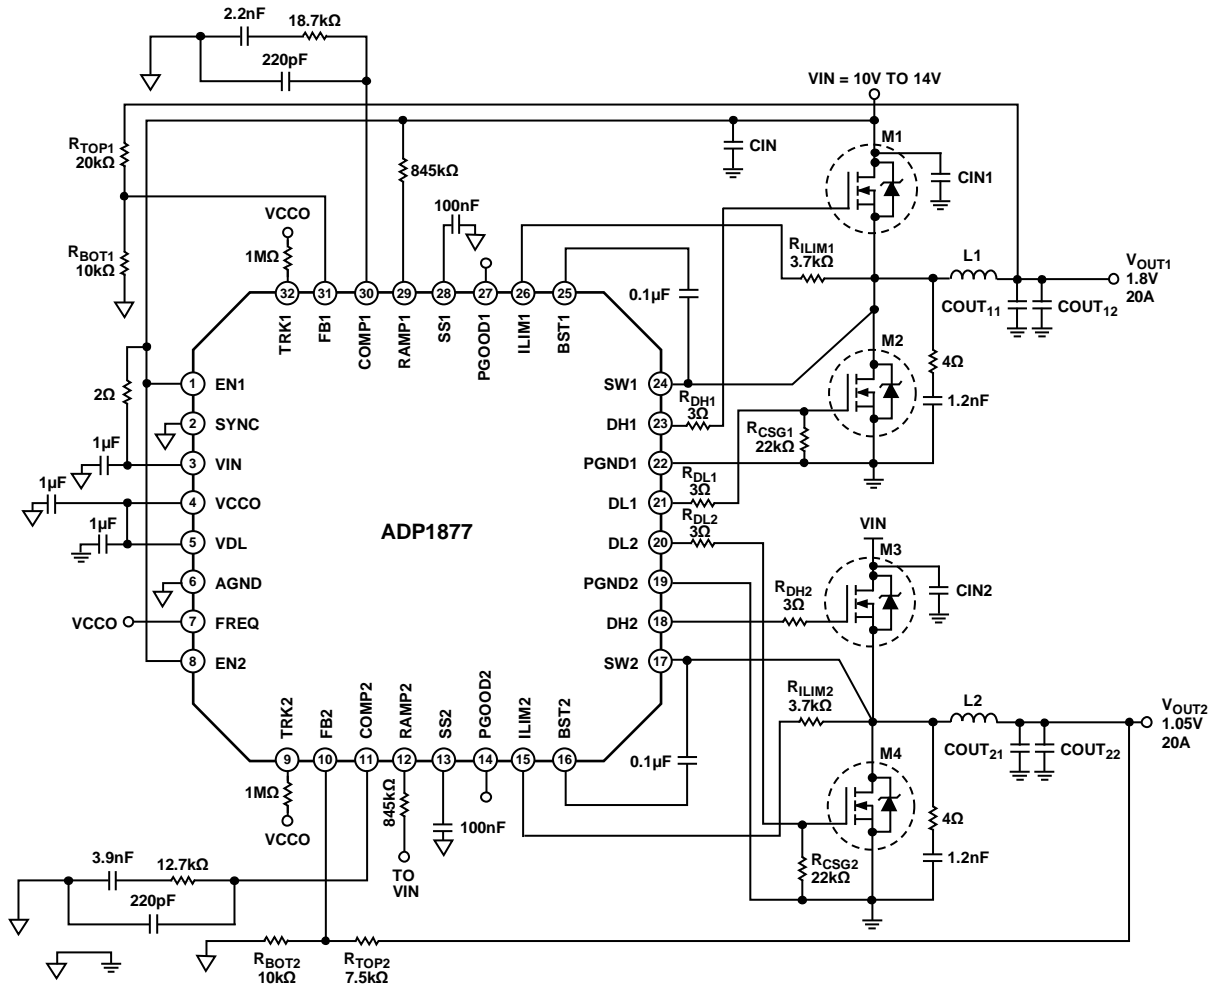 2.2nF
18.7kΩ
220pF
VIN = 10V TO 14V
RTOP1
20kΩ
CIN
M1
CIN1
845kΩ
100nF
VCCO
1MΩ
RBOT1
10kΩ
RILIM1
3.7kΩ
L1
VOUT1
1.8V
20A
0.1µF
COUT11
COUT12
32
31
30
29
28
27
26
25
TRK1
FB1
COMP1
RAMP1
SS1
PGOOD1
ILIM1
BST1
M2
4Ω
1.2nF
2Ω
1
EN1
SW1
24
RDH1
3Ω
2
SYNC
DH1
23
RCSG1
22kΩ
1µF
3
VIN
PGND1
22
1µF
4
VCCO
DL1
21
RDL1
3Ω
1µF
5
VDL
ADP1877
DL2
20
RDL2
3Ω
VIN
M3
6
AGND
PGND2
19
RDH2
3Ω
CIN2
VCCO
7
FREQ
DH2
18
8
EN2
SW2
17
TRK2
FB2
COMP2
RAMP2
SS2
PGOOD2
ILIM2
BST2
9
10
11
12
13
14
15
16
RILIM2
3.7kΩ
L2
VOUT2
1.05V
20A
COUT21
COUT22
M4
0.1µF
1MΩ
VCCO
845kΩ
TO
VIN
100nF
4Ω
1.2nF
RCSG2
22kΩ
3.9nF
12.7kΩ
220pF
RBOT2
10kΩ
RTOP2
7.5kΩ